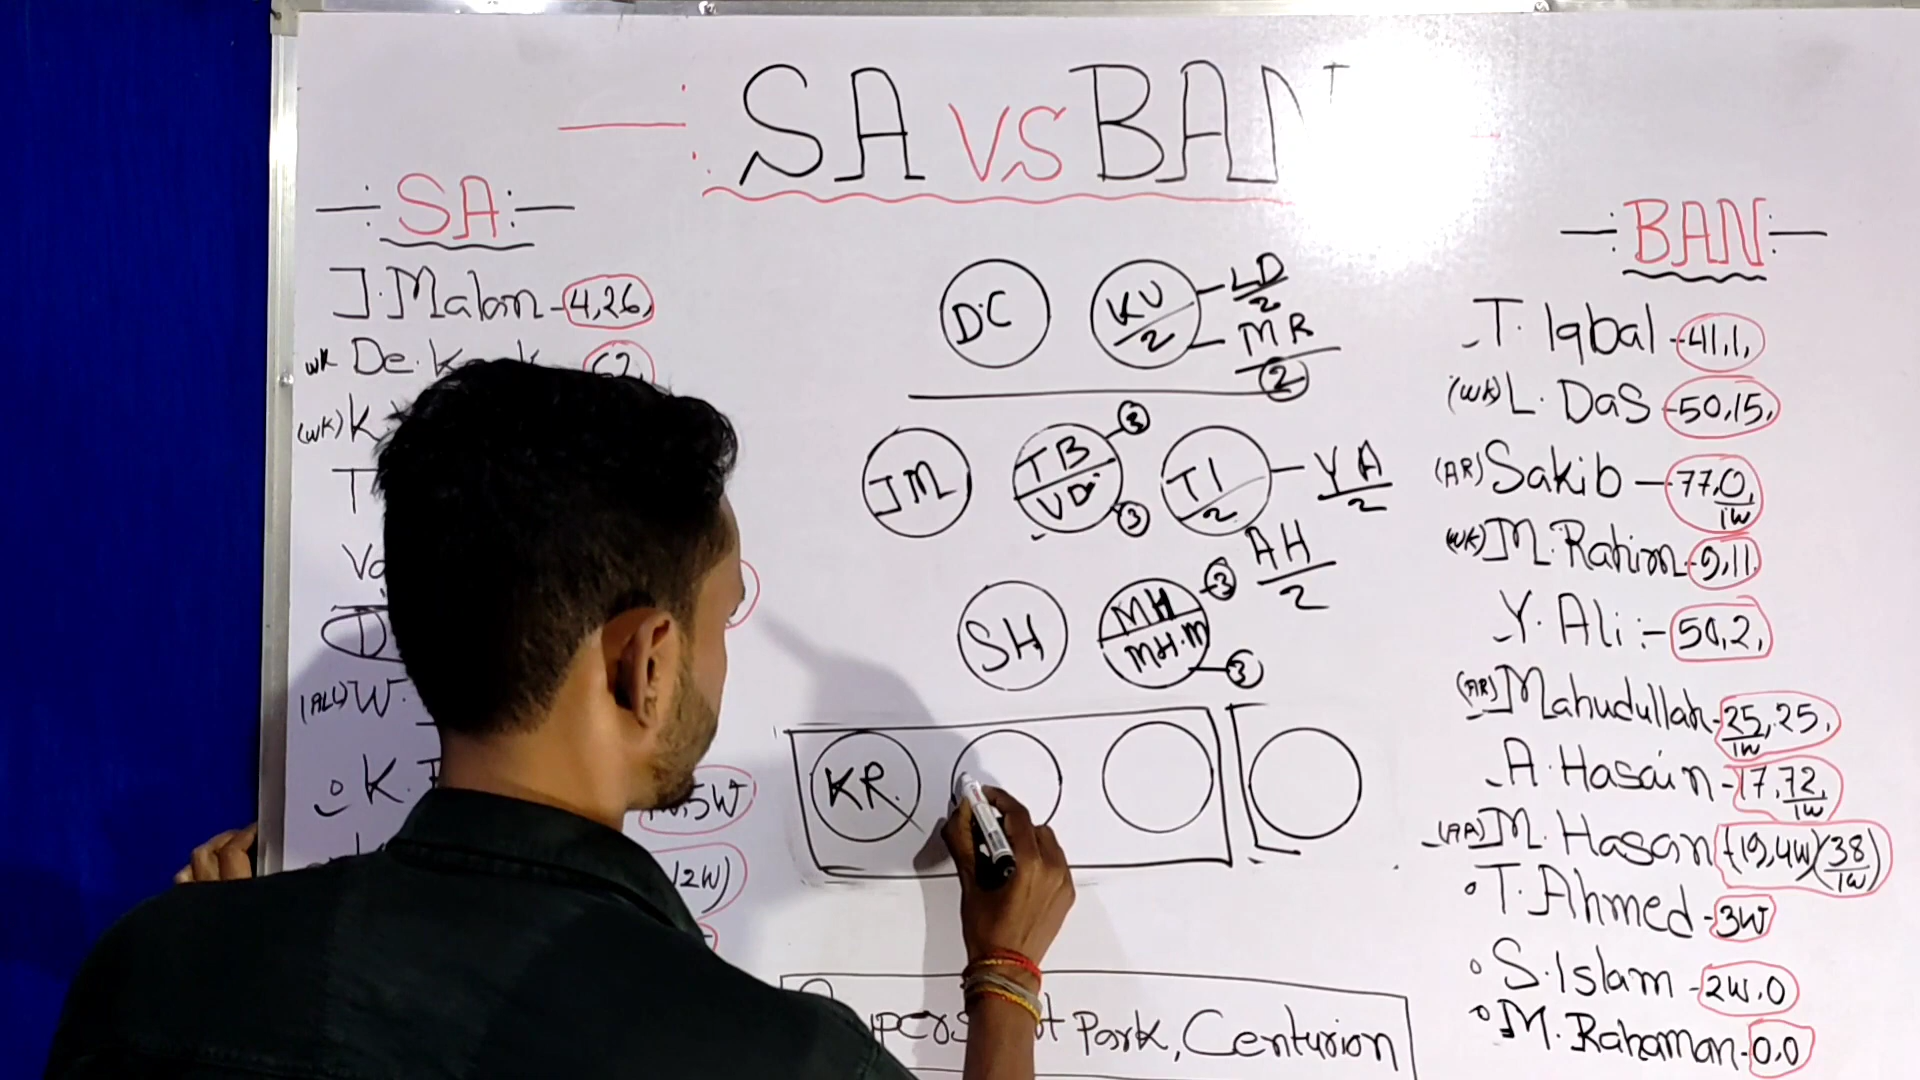 SA VS BAN
SA
J. Malan - 4,26,
wk De. K
(wk) K.
T
(ALL) W.
K.
,5W
12W)
DC
KV/2
LD/2
MR
2
JM
TB
3
VD
3
TI/2
YA/2
SH
MH
3
MH.M
3
AH/2
KR.
Park, Centurion
BAN
T. Iqbal - 41,1,
(wk) L. Das - 50,15,
(AR) Sakib - 77,0,/1w
(wk) M. Rahim - 9,11
Y. Ali :- 50,2,
(AR) Mahudullah - 25/1w, 25,
A. Hasain - 17,72,/1w
(AR) M. Hasan - (19,4w)(38/1w)
T. Ahmed - 3W
S. Islam - 2W,0
M. Rahaman - 0,0